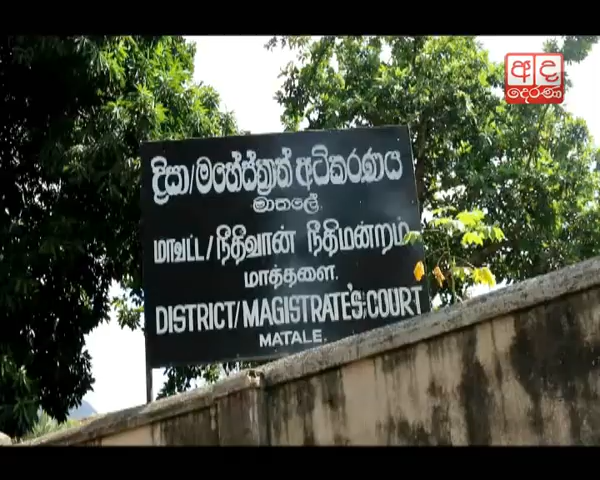 අද
දෙරණ
දිසා/මහේස්ත්‍රාත් අධිකරණය
මාතලේ.
மாவட்ட/நீதிவான் நீதிமன்றம்
மாத்தளை.
DISTRICT/MAGISTRATE'S COURT
MATALE.